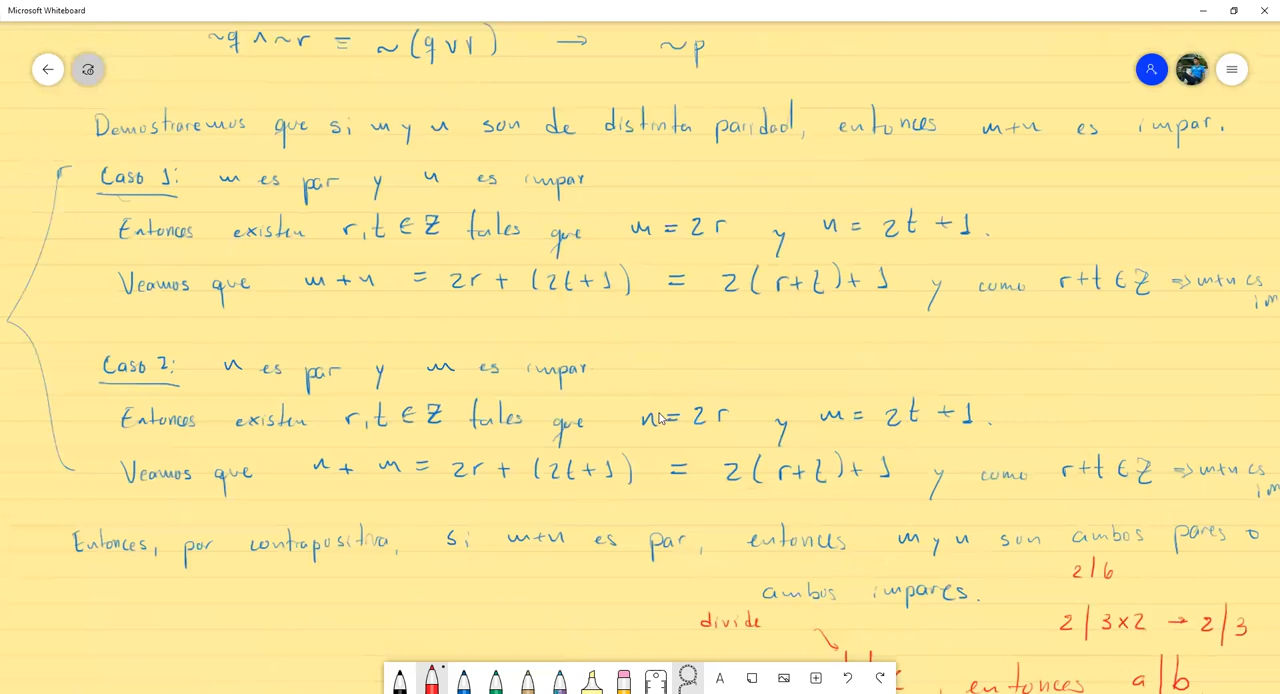 Microsoft Whiteboard
~q ∧ ~r ≡ ~(q ∨ r) → ~p
Demostraremos que si m y n son de distinta paridad, entonces m+n es impar.
Caso 1: m es par y n es impar
Entonces existen r, t ∈ Z tales que m = 2r y n = 2t + 1.
Veamos que m + n = 2r + (2t + 1) = 2(r+t) + 1 y como r+t ∈ Z ⇒ m+n es
im
Caso 2: n es par y m es impar
Entonces existen r, t ∈ Z tales que n = 2r y m = 2t + 1.
Veamos que n + m = 2r + (2t + 1) = 2(r+t) + 1 y como r+t ∈ Z ⇒ m+n es
im
Entonces, por contrapositiva, si m+n es par, entonces m y n son ambos pares o
ambos impares.
2|6
divide
2|3×2 → 2|3
, entonces a|b